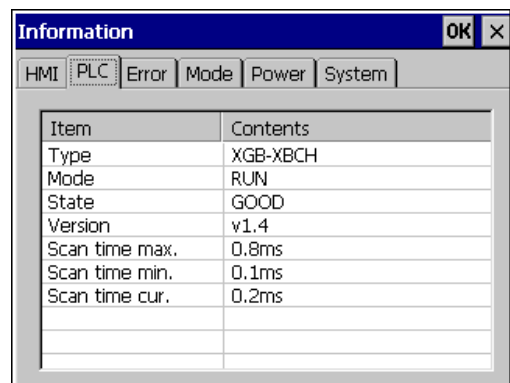 Information OK ×
HMI PLC Error Mode Power System
Item Contents
Type XGB-XBCH
Mode RUN
State GOOD
Version v1.4
Scan time max. 0.8ms
Scan time min. 0.1ms
Scan time cur. 0.2ms